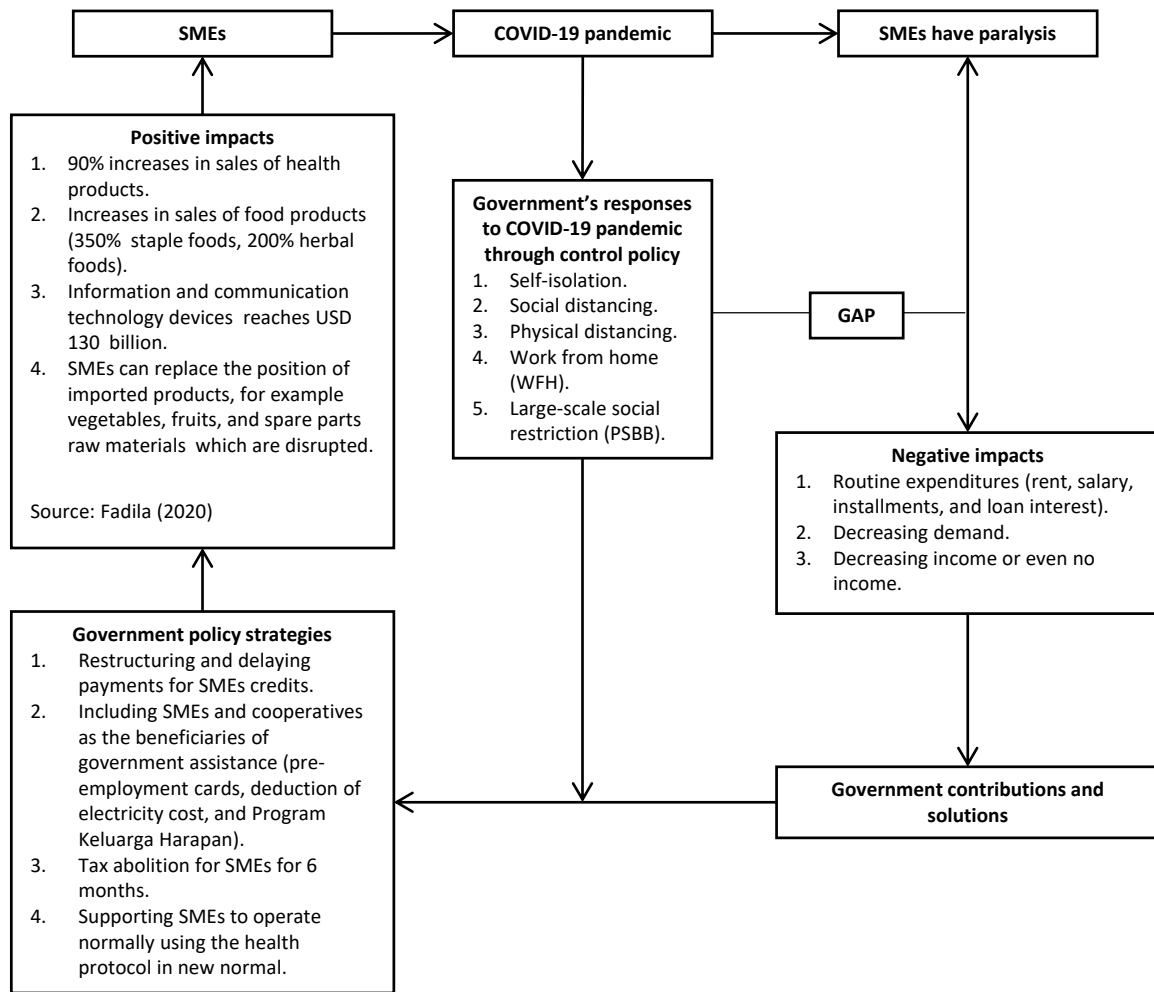 SMEs
COVID-19 pandemic
SMEs have paralysis
Positive impacts
1. 90% increases in sales of health
products.
2. Increases in sales of food products
(350% staple foods, 200% herbal
foods).
3. Information and communication
technology devices reaches USD
130 billion.
4. SMEs can replace the position of
imported products, for example
vegetables, fruits, and spare parts
raw materials which are disrupted.
Source: Fadila (2020)
Government's responses
to COVID-19 pandemic
through control policy
1. Self-isolation.
2. Social distancing.
3. Physical distancing.
4. Work from home
(WFH).
5. Large-scale social
restriction (PSBB).
GAP
Negative impacts
1. Routine expenditures (rent, salary,
installments, and loan interest).
2. Decreasing demand.
3. Decreasing income or even no
income.
Government policy strategies
1. Restructuring and delaying
payments for SMEs credits.
2. Including SMEs and cooperatives
as the beneficiaries of
government assistance (pre-
employment cards, deduction of
electricity cost, and Program
Keluarga Harapan).
3. Tax abolition for SMEs for 6
months.
4. Supporting SMEs to operate
normally using the health
protocol in new normal.
Government contributions and
solutions